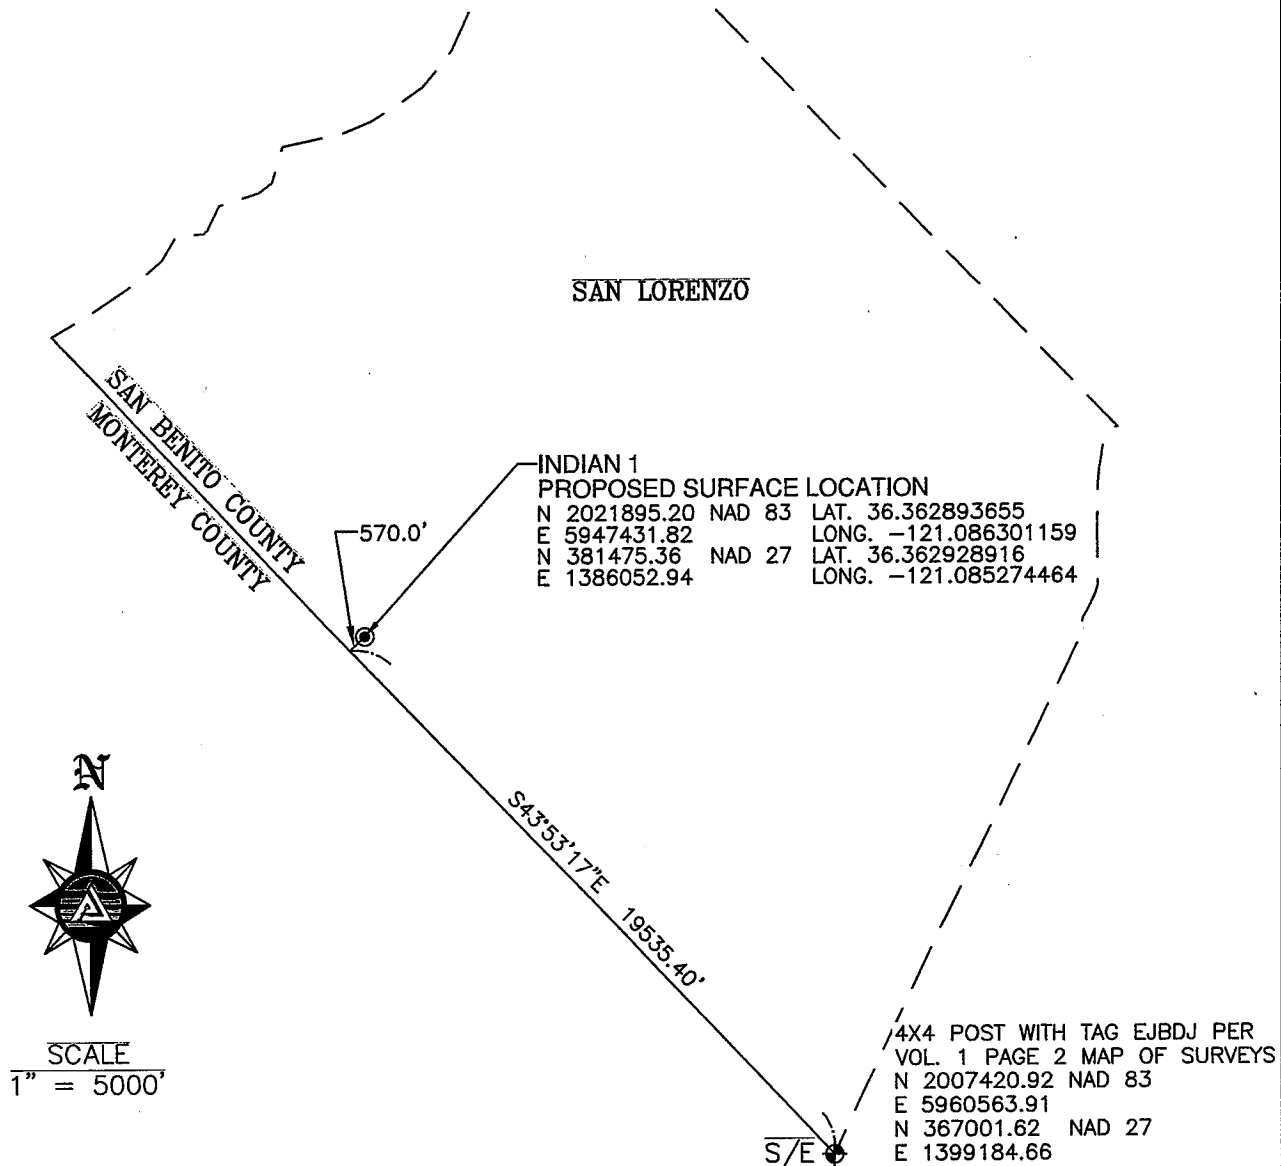 SAN LORENZO
SAN BENITO COUNTY
MONTEREY COUNTY
INDIAN 1
PROPOSED SURFACE LOCATION
N 2021895.20 NAD 83 LAT. 36.362893655
E 5947431.82 LONG. -121.086301159
N 381475.36 NAD 27 LAT. 36.362928916
E 1386052.94 LONG. -121.085274464
570.0'
N
S43°53'17"E 19535.40'
SCALE
1" = 5000'
4X4 POST WITH TAG EJBDJ PER
VOL. 1 PAGE 2 MAP OF SURVEYS
N 2007420.92 NAD 83
E 5960563.91
N 367001.62 NAD 27
E 1399184.66
S/E